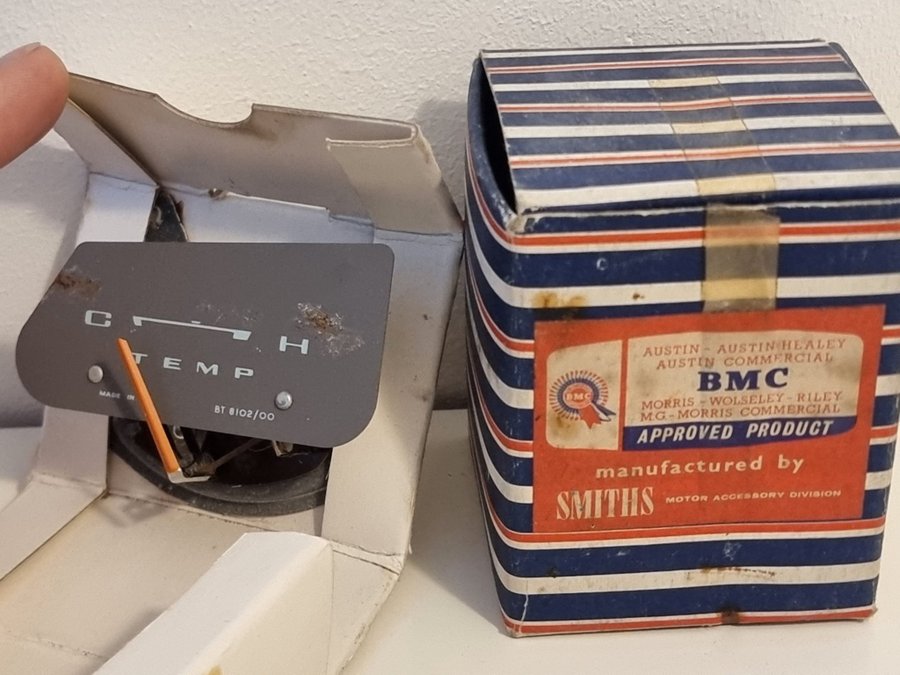 C H
TEMP
MADE IN
BT 8102/00
AUSTIN - AUSTIN HEALEY
AUSTIN COMMERCIAL
BMC
MORRIS - WOLSELEY - RILEY
M.G - MORRIS COMMERCIAL
APPROVED PRODUCT
BMC
manufactured by
SMITHS MOTOR ACCESSORY DIVISION